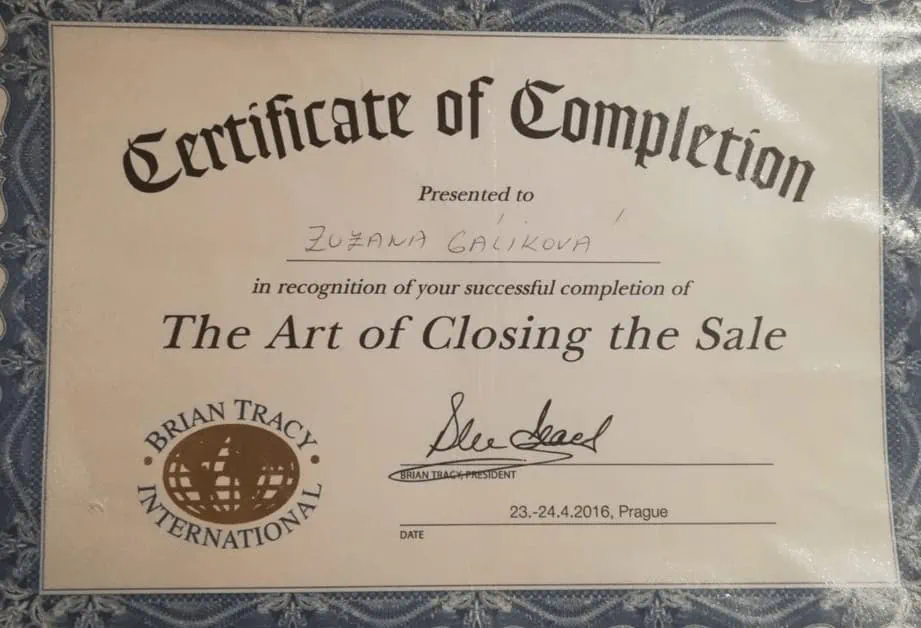 Certificate of Completion
Presented to
ZUZANA GÁLIKOVÁ
in recognition of your successful completion of
The Art of Closing the Sale
BRIAN TRACY
INTERNATIONAL
BRIAN TRACY, PRESIDENT
23.-24.4.2016, Prague
DATE